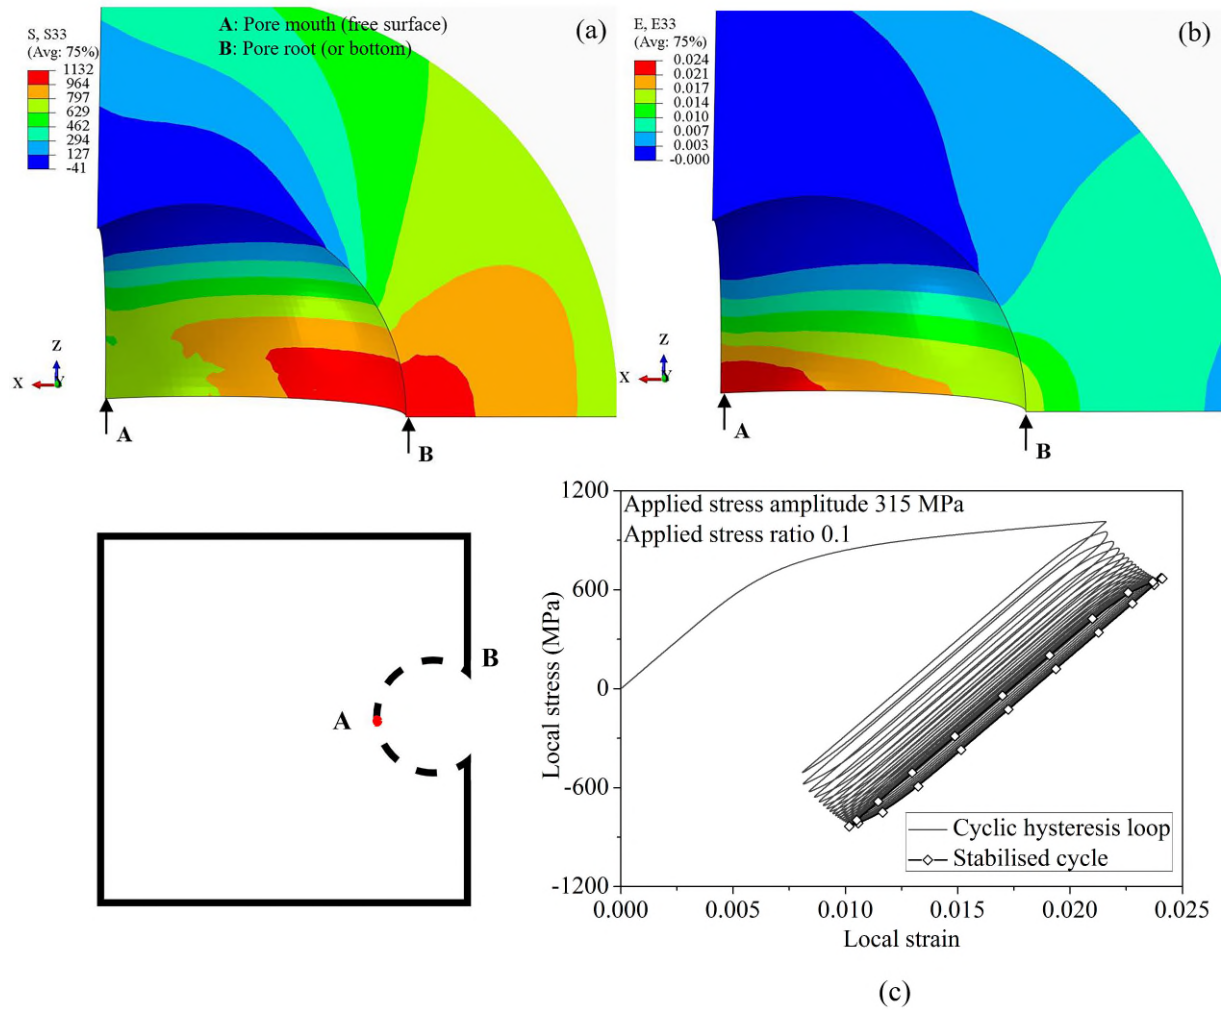 S, S33
(Avg: 75%)
1132
964
797
629
462
294
127
-41
A: Pore mouth (free surface)
B: Pore root (or bottom)
(a)
Z
X
Y
A
B
E, E33
(Avg: 75%)
0.024
0.021
0.017
0.014
0.010
0.007
0.003
-0.000
(b)
Z
X
Y
A
B
B
A
1200
600
0
-600
-1200
Local stress (MPa)
Applied stress amplitude 315 MPa
Applied stress ratio 0.1
Cyclic hysteresis loop
Stabilised cycle
0.000
0.005
0.010
0.015
0.020
0.025
Local strain
(c)